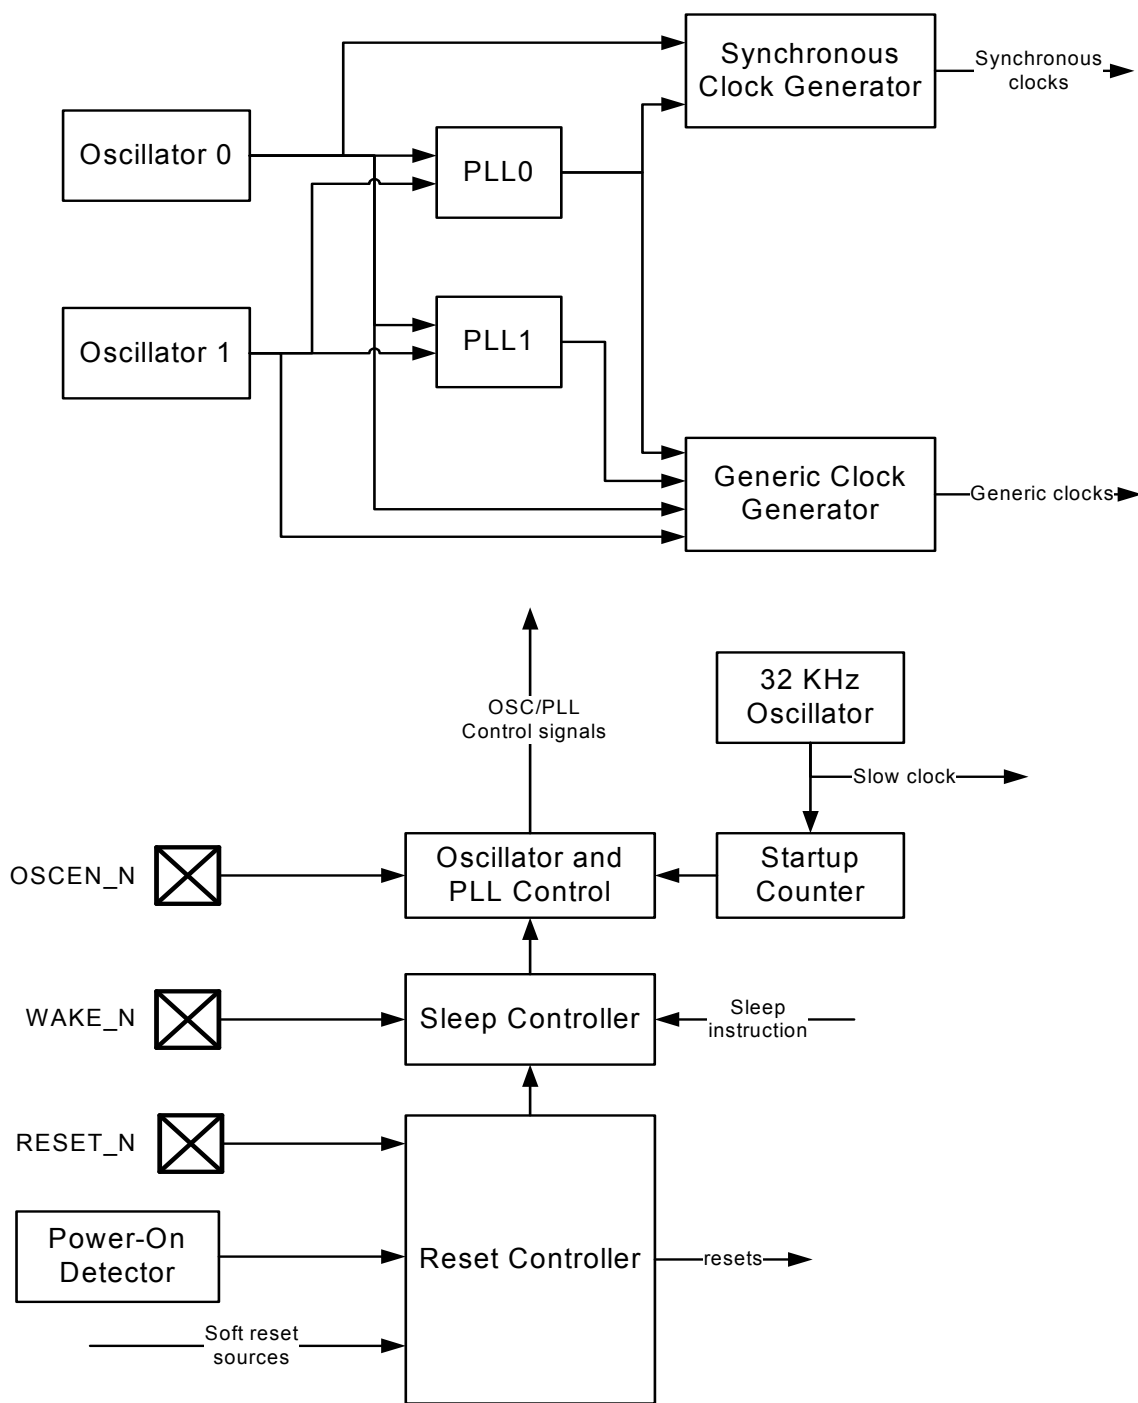 Synchronous
Clock Generator
Synchronous
clocks
Oscillator 0
PLL0
Oscillator 1
PLL1
Generic Clock
Generator
Generic clocks
32 KHz
Oscillator
OSC/PLL
Control signals
Slow clock
OSCEN_N
Oscillator and
PLL Control
Startup
Counter
WAKE_N
Sleep Controller
Sleep
instruction
RESET_N
Power-On
Detector
Reset Controller
resets
Soft reset
sources